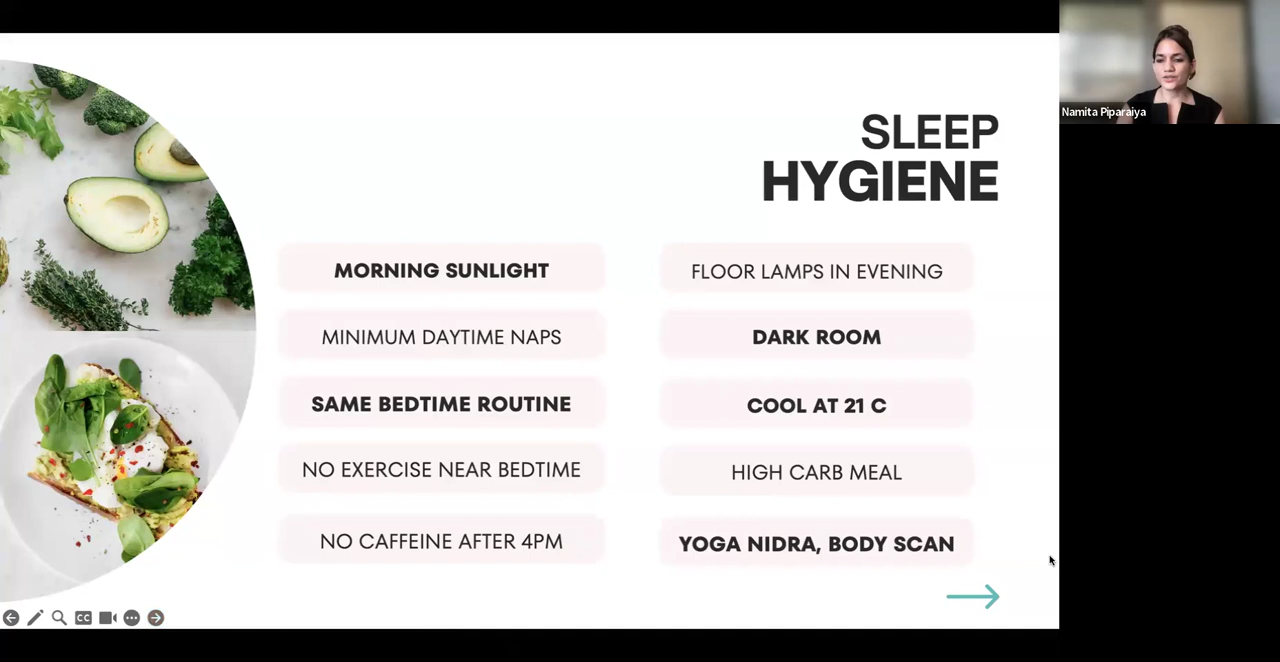 SLEEP
HYGIENE
MORNING SUNLIGHT
MINIMUM DAYTIME NAPS
SAME BEDTIME ROUTINE
NO EXERCISE NEAR BEDTIME
NO CAFFEINE AFTER 4PM
FLOOR LAMPS IN EVENING
DARK ROOM
COOL AT 21 C
HIGH CARB MEAL
YOGA NIDRA, BODY SCAN
Namita Piparaiya
CC